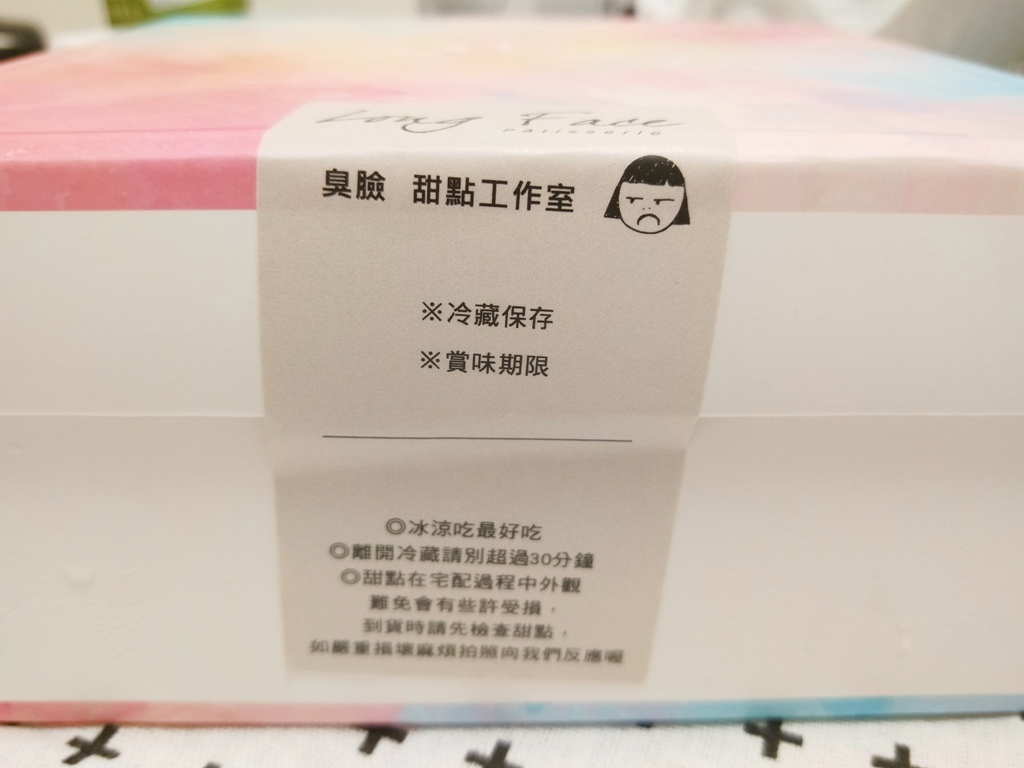 Long Face
PATISSERIE
臭臉 甜點工作室
※冷藏保存
※賞味期限
◎冰涼吃最好吃
◎離開冷藏請別超過30分鐘
◎甜點在宅配過程中外觀
難免會有些許受損，
到貨時請先檢查甜點，
如嚴重損壞麻煩拍照向我們反應喔